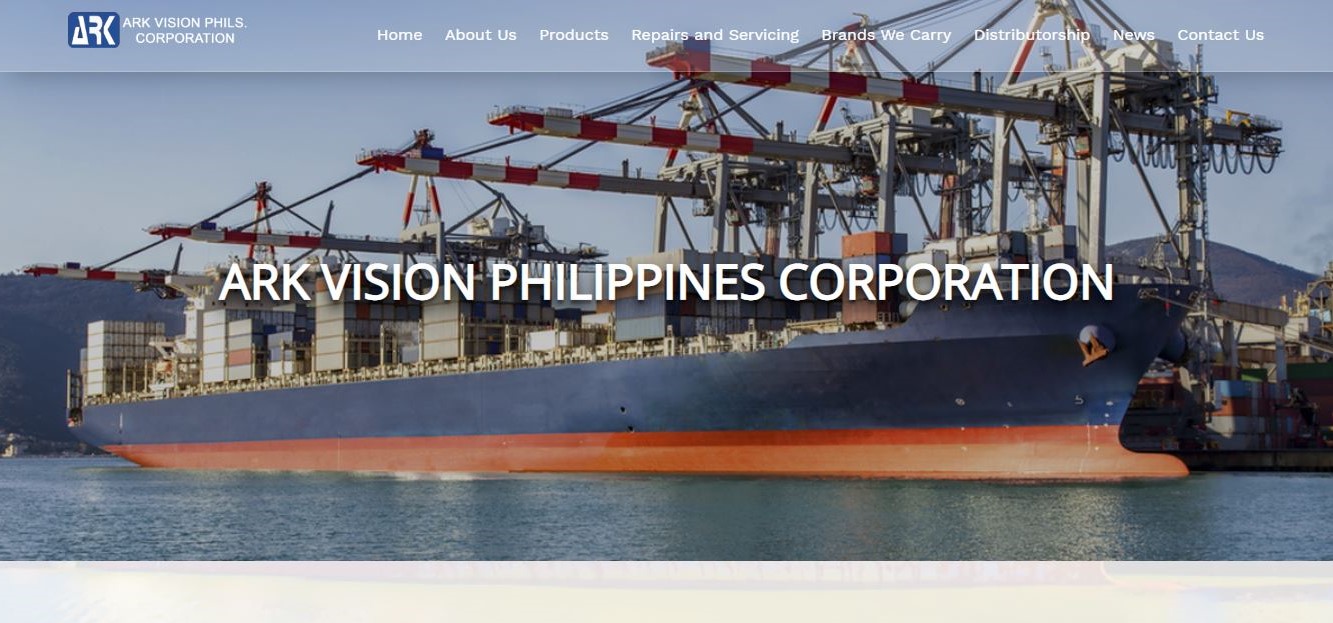 ARK
ARK VISION PHILS.
CORPORATION
Home
About Us
Products
Repairs and Servicing
Brands We Carry
Distributorship
News
Contact Us
ARK VISION PHILIPPINES CORPORATION